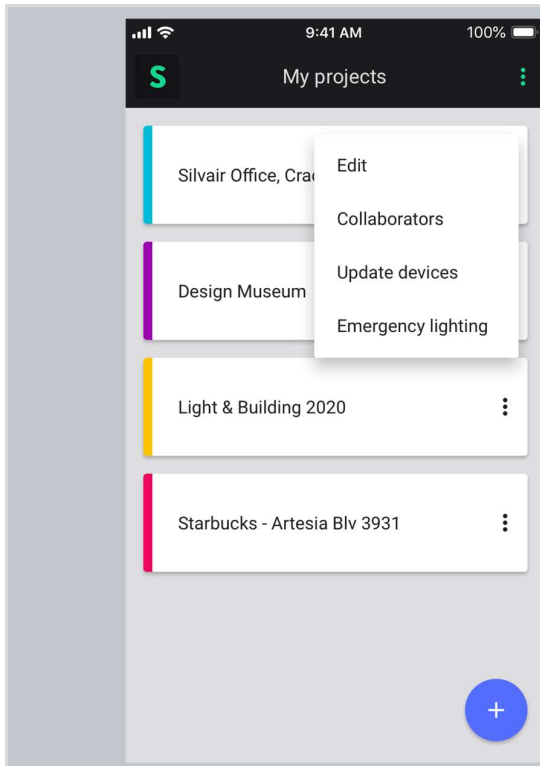 9:41 AM
100%
S
My projects
Silvair Office, Cra
Edit
Collaborators
Update devices
Design Museum
Emergency lighting
Light & Building 2020
Starbucks - Artesia Blv 3931
+